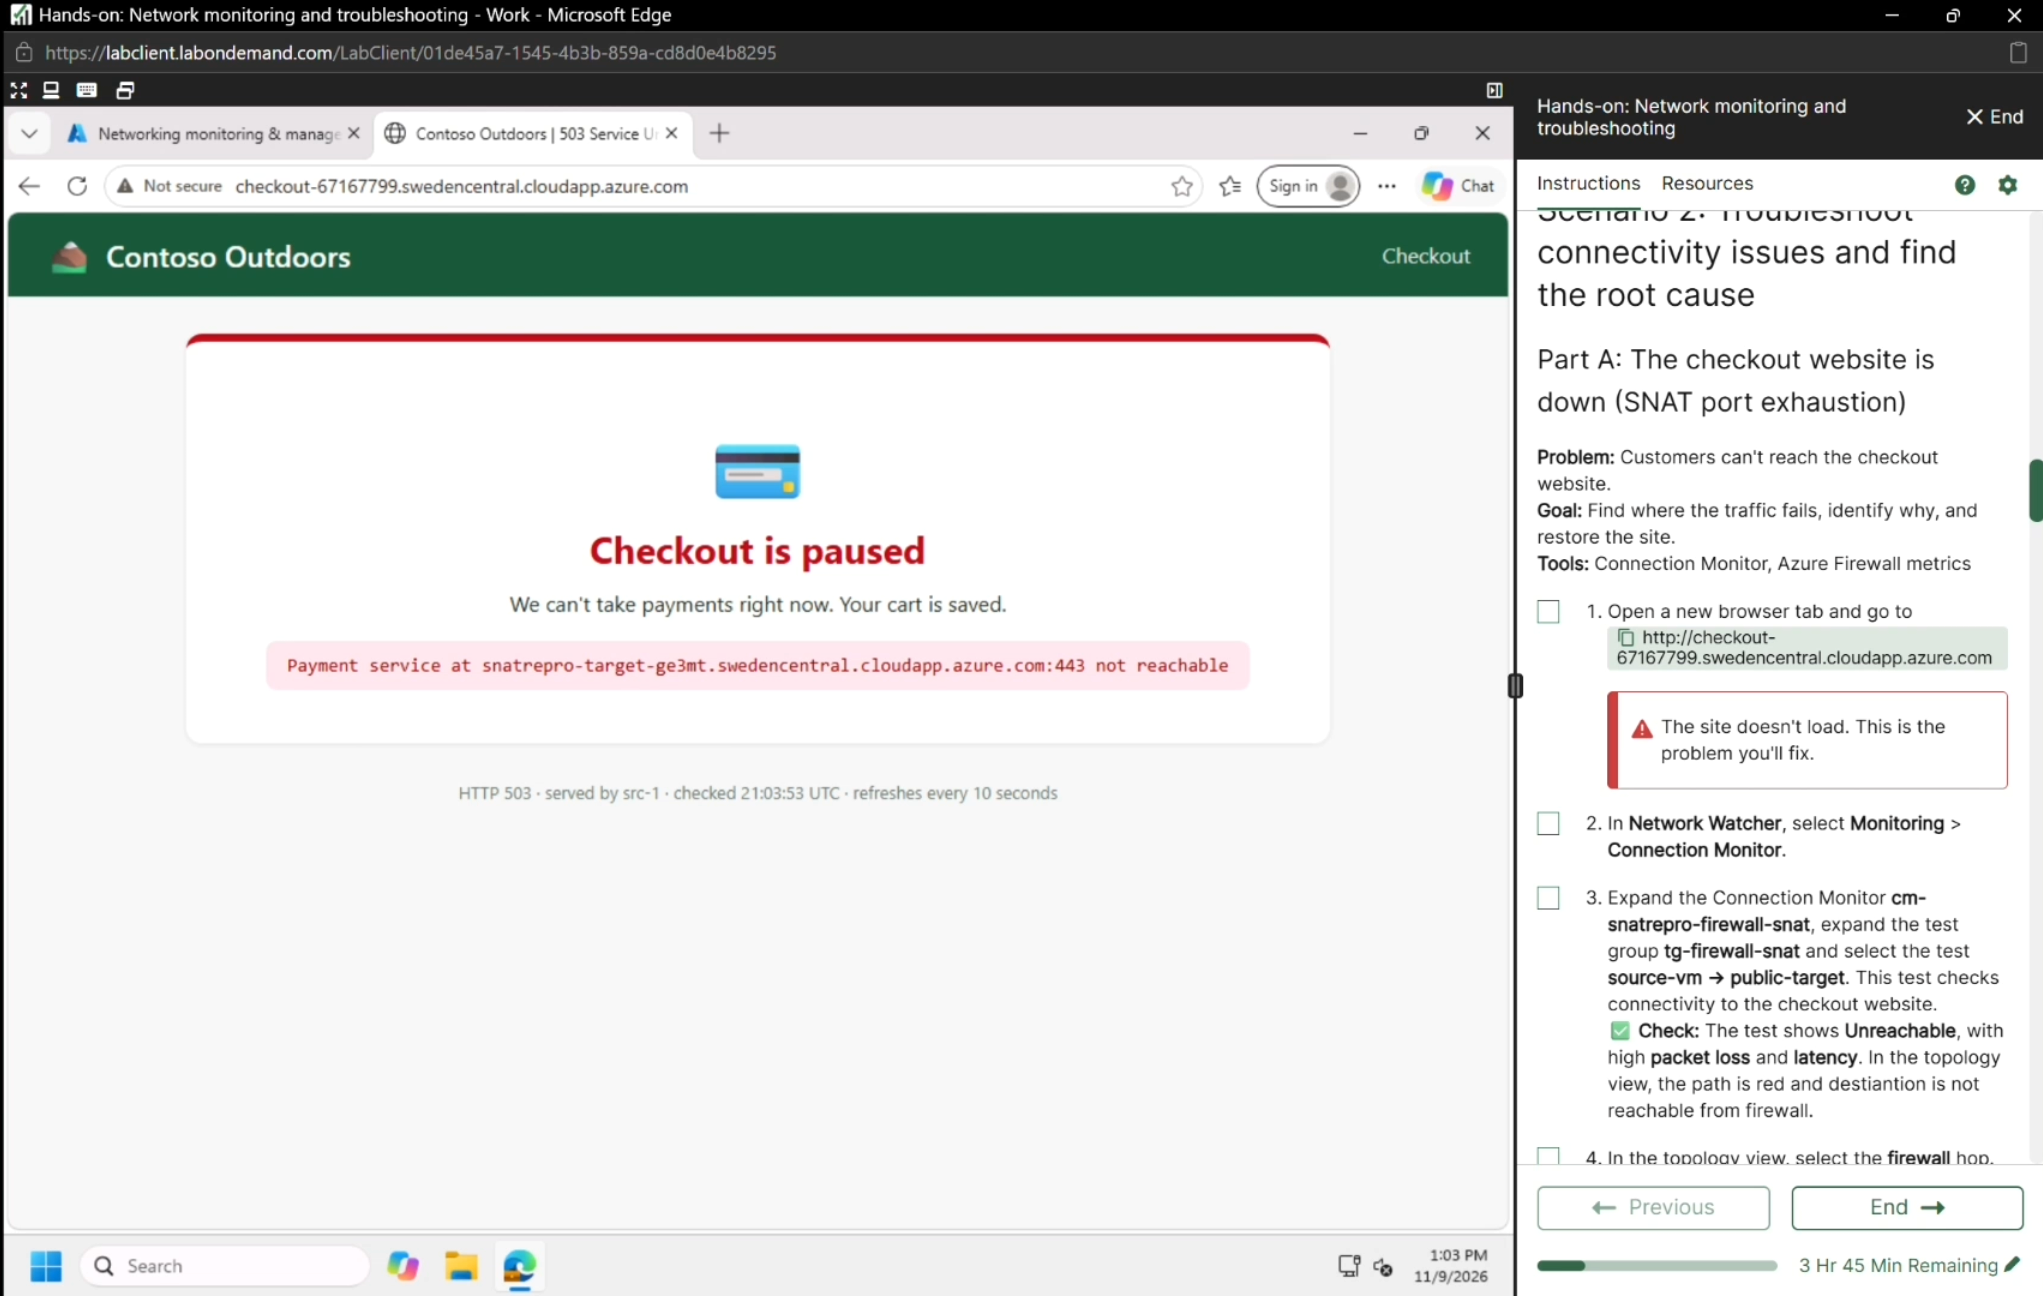 Hands-on: Network monitoring and troubleshooting - Work - Microsoft Edge
https://labclient.labondemand.com/LabClient/01de45a7-1545-4b3b-859a-cd8d0e4b8295
Networking monitoring & manage
Contoso Outdoors | 503 Service U
Not secure checkout-67167799.swedencentral.cloudapp.azure.com
Sign in
Chat
Contoso Outdoors
Checkout
Checkout is paused
We can't take payments right now. Your cart is saved.
Payment service at snatrepro-target-ge3mt.swedencentral.cloudapp.azure.com:443 not reachable
HTTP 503 · served by src-1 · checked 21:03:53 UTC · refreshes every 10 seconds
Search
1:03 PM
11/9/2026
Hands-on: Network monitoring and
troubleshooting
End
Instructions Resources
Scenario 2: Troubleshoot
connectivity issues and find
the root cause
Part A: The checkout website is
down (SNAT port exhaustion)
Problem: Customers can't reach the checkout
website.
Goal: Find where the traffic fails, identify why, and
restore the site.
Tools: Connection Monitor, Azure Firewall metrics
1. Open a new browser tab and go to
http://checkout-
67167799.swedencentral.cloudapp.azure.com
The site doesn't load. This is the
problem you'll fix.
2. In Network Watcher, select Monitoring >
Connection Monitor.
3. Expand the Connection Monitor cm-
snatrepro-firewall-snat, expand the test
group tg-firewall-snat and select the test
source-vm → public-target. This test checks
connectivity to the checkout website.
✅ Check: The test shows Unreachable, with
high packet loss and latency. In the topology
view, the path is red and destiantion is not
reachable from firewall.
4. In the topology view, select the firewall hop.
← Previous
End →
3 Hr 45 Min Remaining